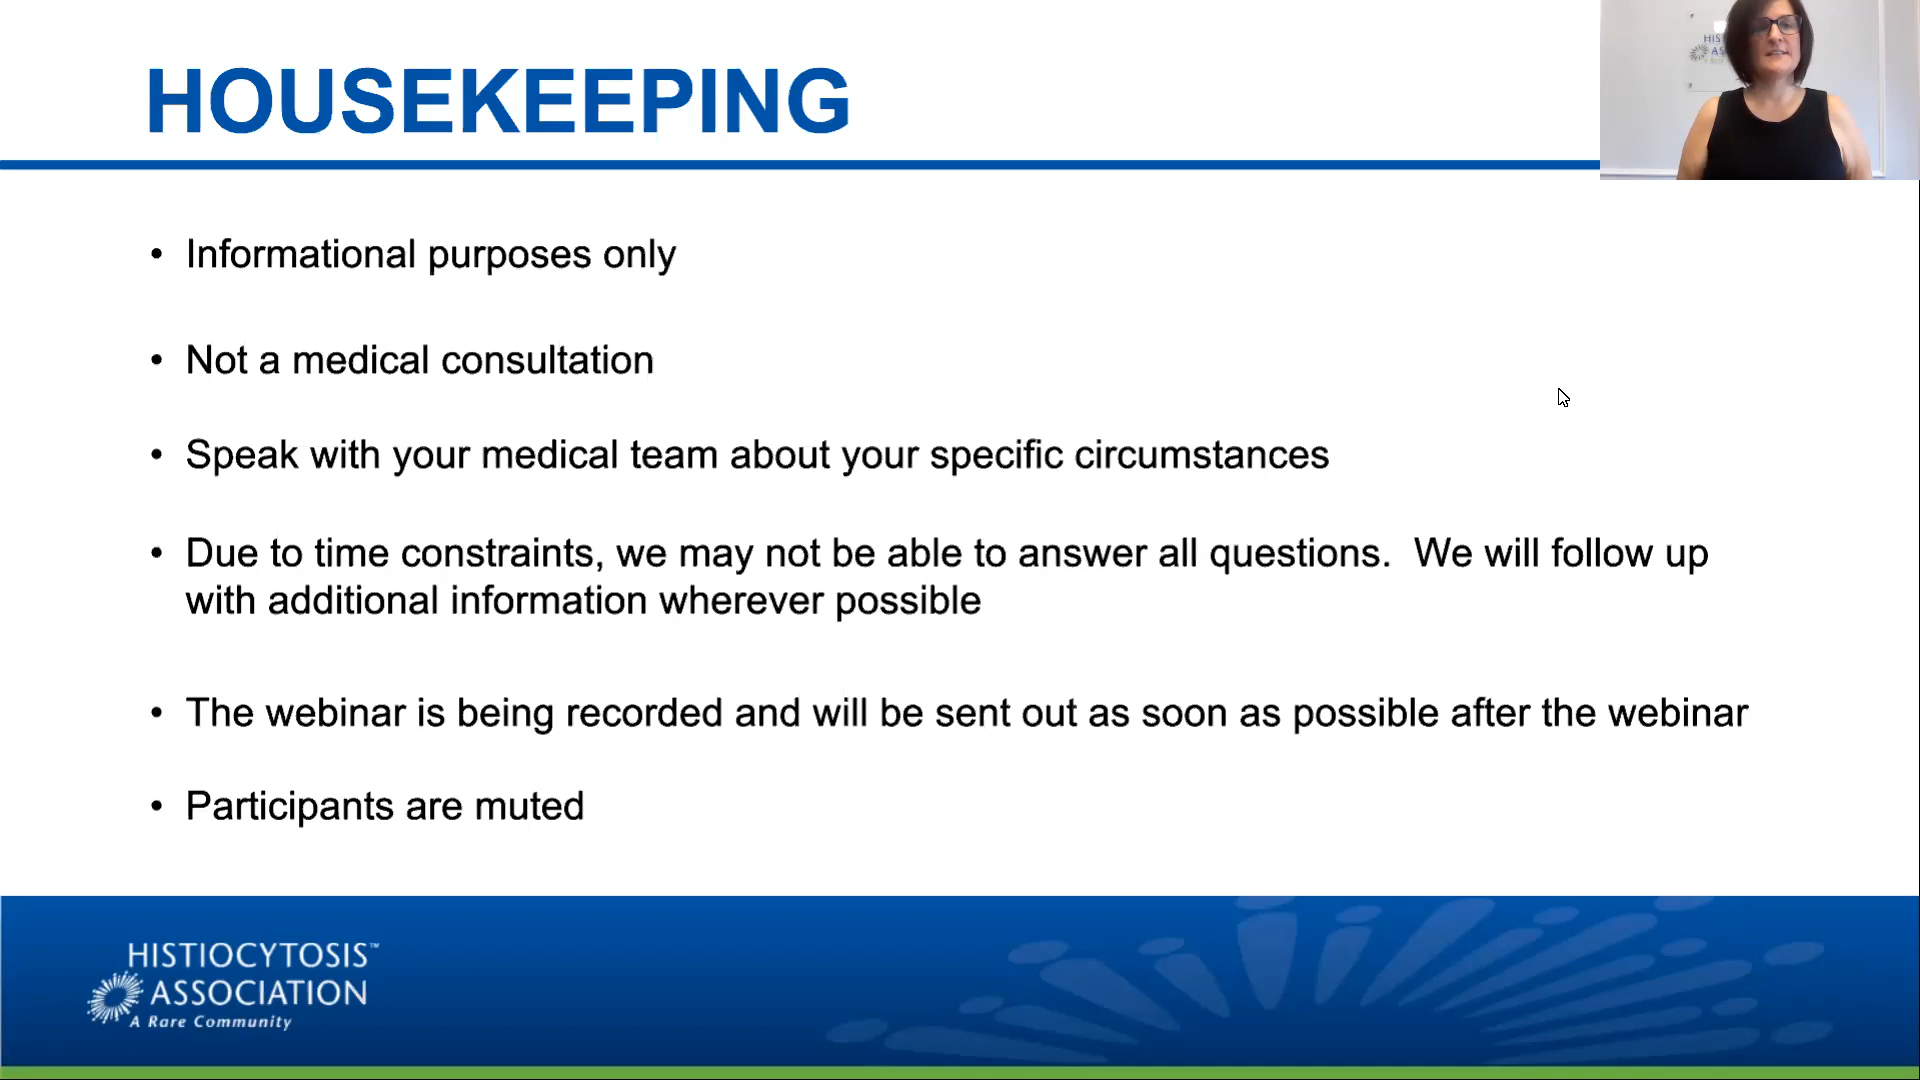 HOUSEKEEPING
• Informational purposes only
• Not a medical consultation
• Speak with your medical team about your specific circumstances
• Due to time constraints, we may not be able to answer all questions.  We will follow up
with additional information wherever possible
• The webinar is being recorded and will be sent out as soon as possible after the webinar
• Participants are muted
HISTIOCYTOSIS™
ASSOCIATION
A Rare Community